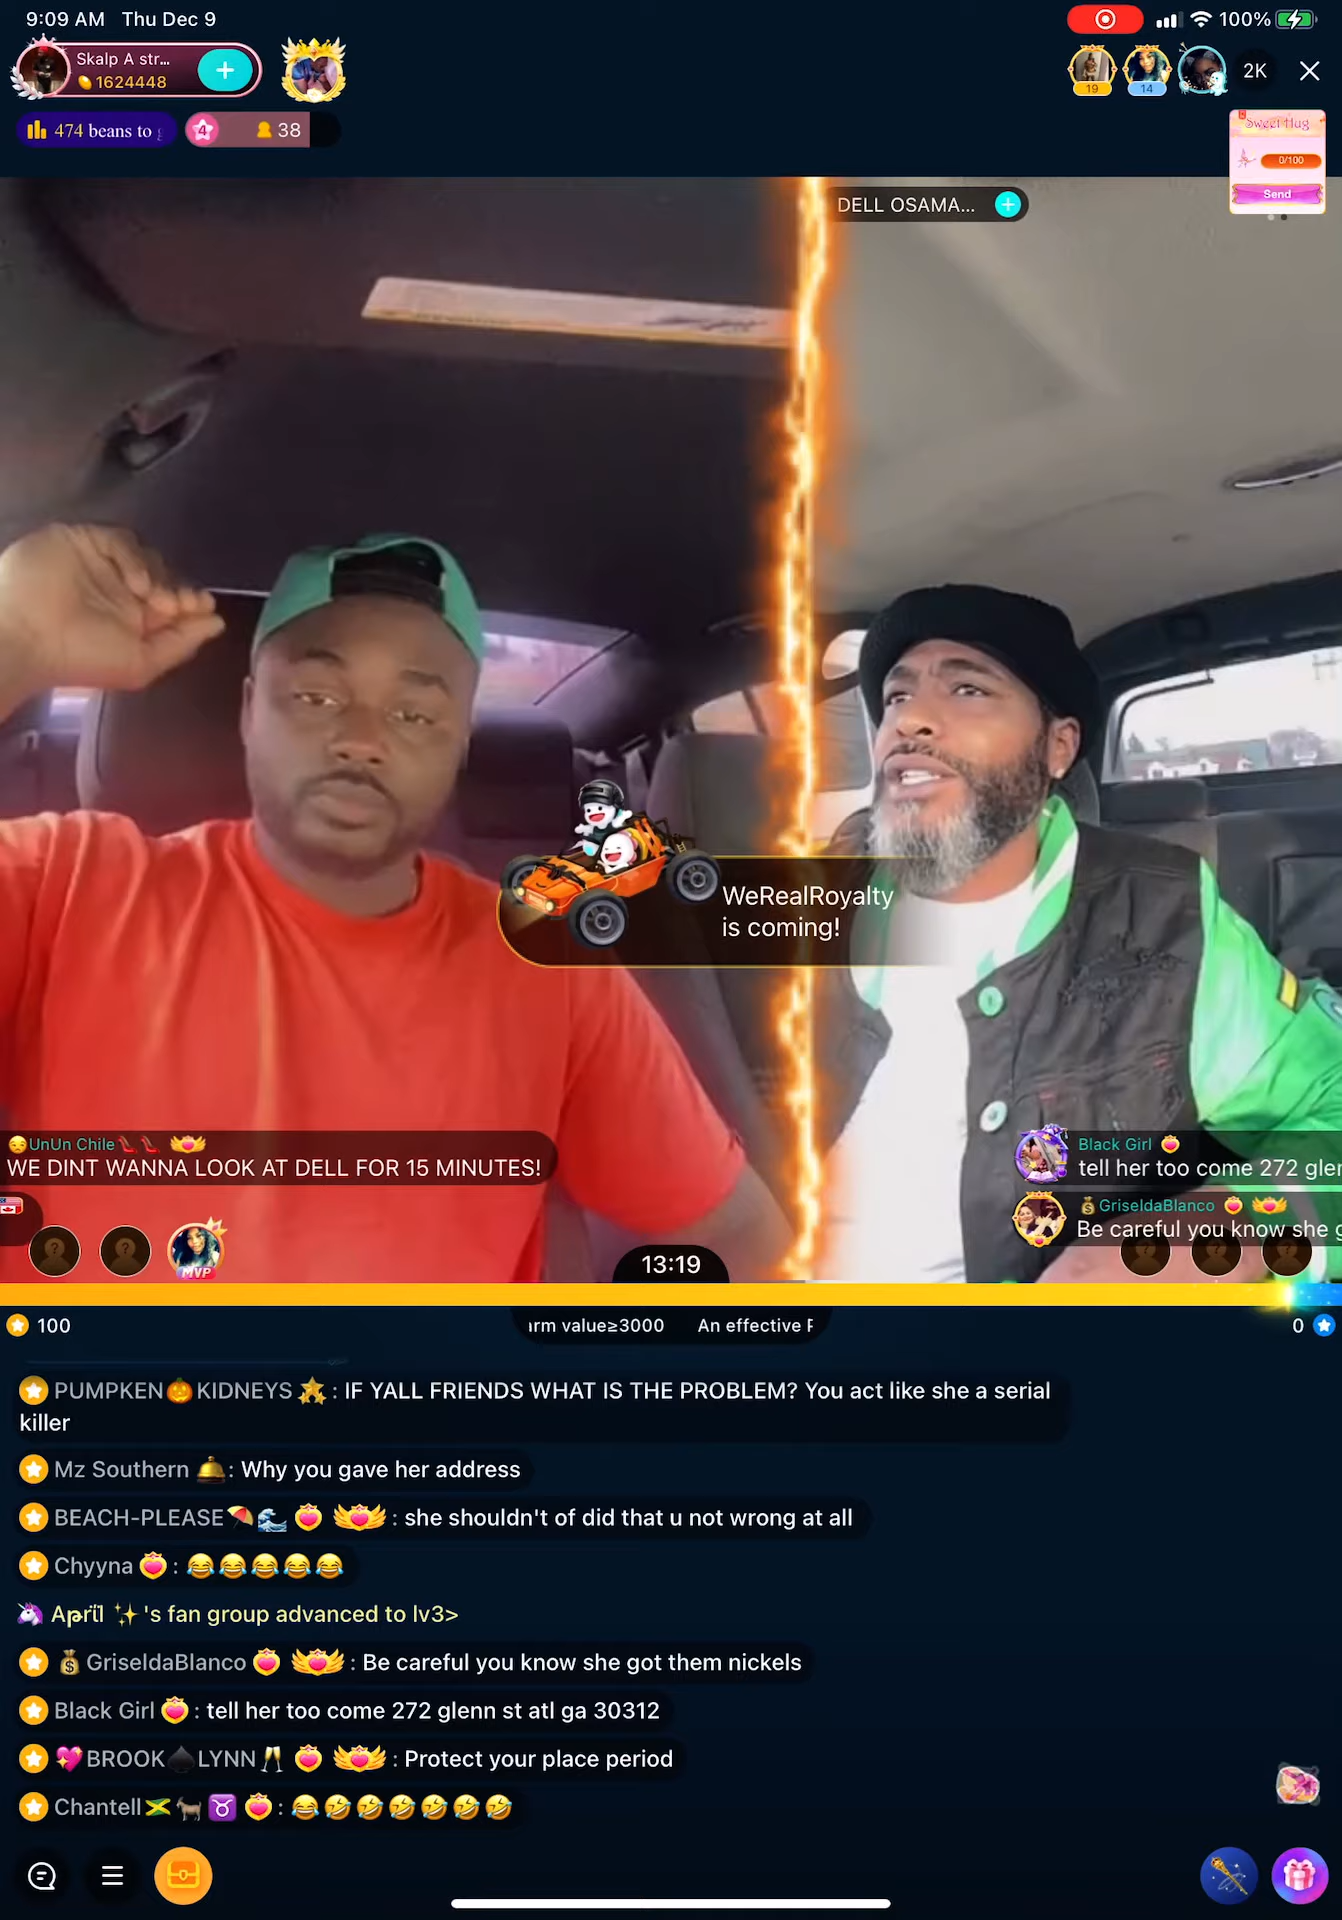 9:09 AM Thu Dec 9
100%
Skalp A str...
1624448
19
14
2K
474 beans to
4
38
Sweet Hug
0/100
Send
DELL OSAMA...
WeRealRoyalty
is coming!
😔UnUn Chile👠👠
WE DINT WANNA LOOK AT DELL FOR 15 MINUTES!
Black Girl
tell her too come 272 gler
💰GriseldaBlanco
Be careful you know she g
MVP
13:19
100
arm value≥3000 An effective F
0
PUMPKEN🎃KIDNEYS : IF YALL FRIENDS WHAT IS THE PROBLEM? You act like she a serial
killer
Mz Southern 🛎: Why you gave her address
BEACH-PLEASE⛱🌊 : she shouldn't of did that u not wrong at all
Chyyna : 😂😂😂😂😂
🦄 Aprïl ✨'s fan group advanced to lv3>
💰GriseldaBlanco : Be careful you know she got them nickels
Black Girl : tell her too come 272 glenn st atl ga 30312
💖BROOK♠LYNN🥂 : Protect your place period
Chantell🇯🇲🐐♉ : 😂🤣🤣🤣🤣🤣🤣